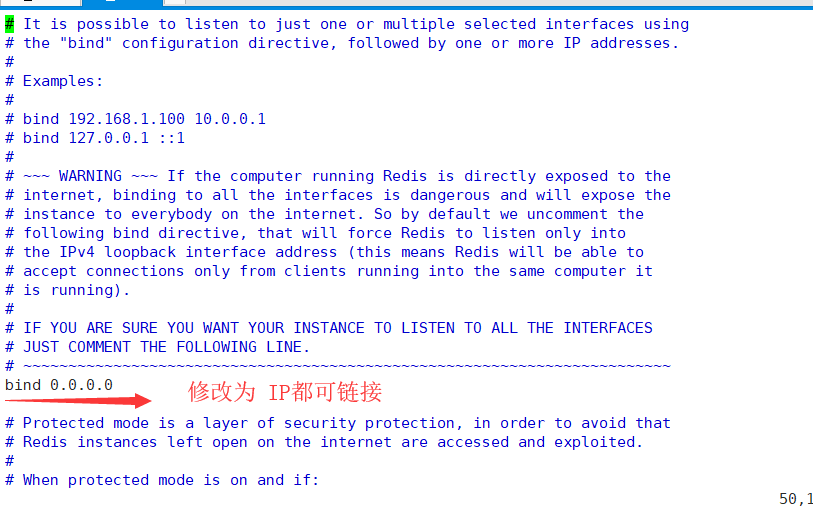 # It is possible to listen to just one or multiple selected interfaces using
# the "bind" configuration directive, followed by one or more IP addresses.
#
# Examples:
#
# bind 192.168.1.100 10.0.0.1
# bind 127.0.0.1 ::1
#
# ~~~ WARNING ~~~ If the computer running Redis is directly exposed to the
# internet, binding to all the interfaces is dangerous and will expose the
# instance to everybody on the internet. So by default we uncomment the
# following bind directive, that will force Redis to listen only into
# the IPv4 loopback interface address (this means Redis will be able to
# accept connections only from clients running into the same computer it
# is running).
#
# IF YOU ARE SURE YOU WANT YOUR INSTANCE TO LISTEN TO ALL THE INTERFACES
# JUST COMMENT THE FOLLOWING LINE.
# ~~~~~~~~~~~~~~~~~~~~~~~~~~~~~~~~~~~~~~~~~~~~~~~~~~~~~~~~~~~~~~~~~~~~~~~~
bind 0.0.0.0
修改为 IP都可链接
# Protected mode is a layer of security protection, in order to avoid that
# Redis instances left open on the internet are accessed and exploited.
#
# When protected mode is on and if:
50,1